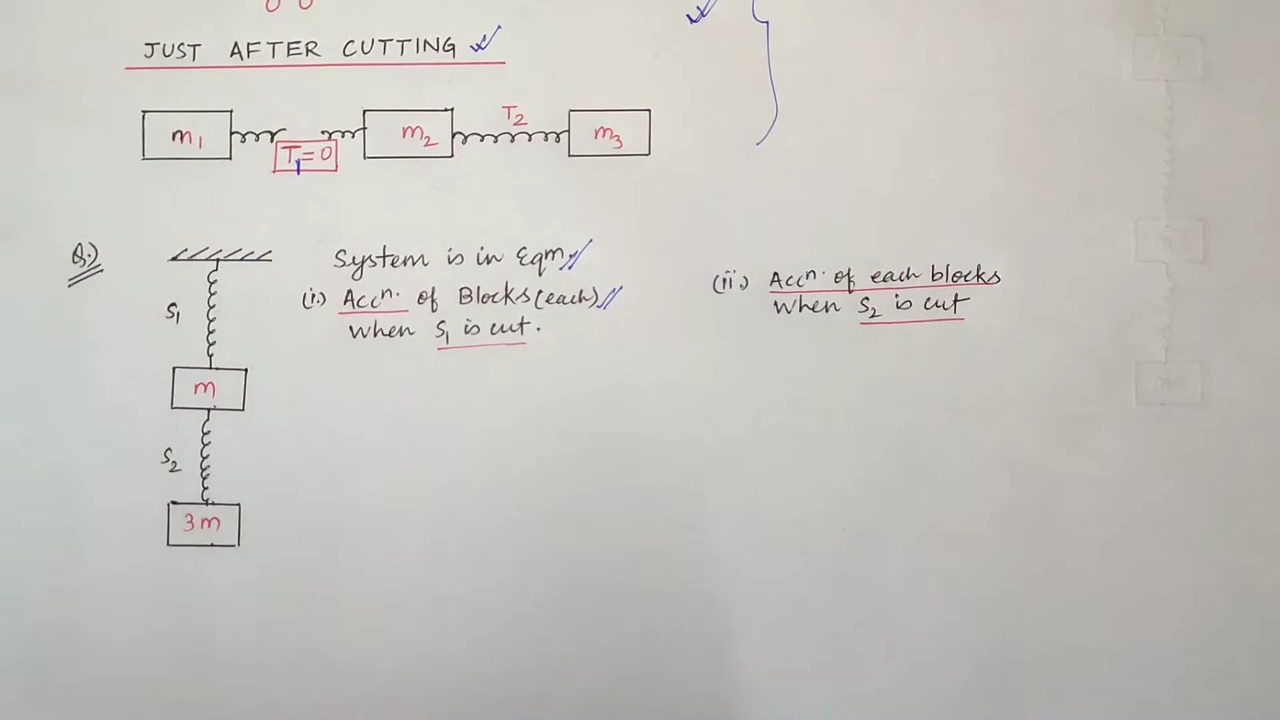 JUST AFTER CUTTING
m1 m2 T2 m3
T1=0
Q.)
System is in Eqm
(i.) Accn. of Blocks (each)
When S1 is cut.
(ii.) Accn. of each blocks
When S2 is cut
S1
m
S2
3m